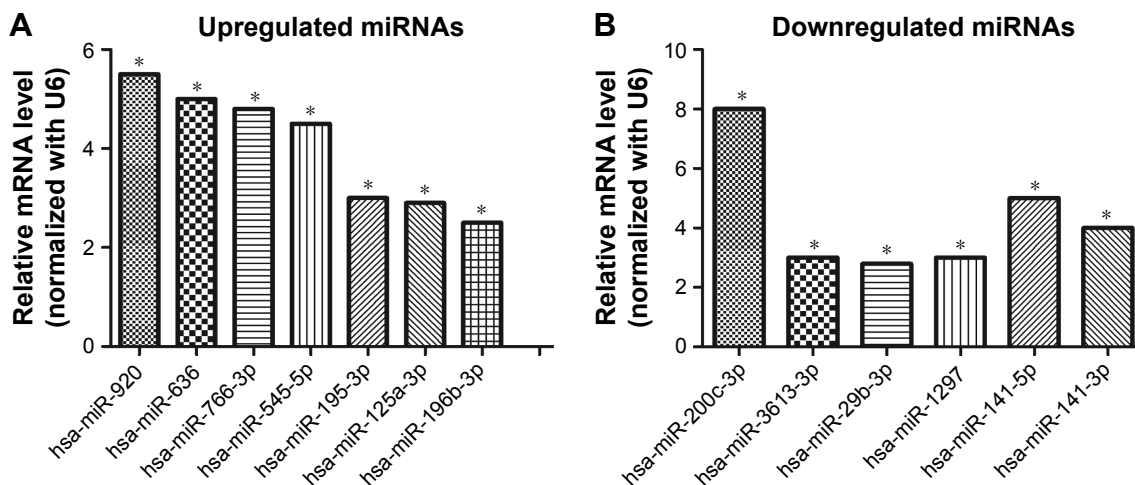 A
Upregulated miRNAs
Relative mRNA level
(normalized with U6)
6
4
2
0
*
*
*
*
*
*
*
hsa-miR-920
hsa-miR-636
hsa-miR-766-3p
hsa-miR-545-5p
hsa-miR-195-3p
hsa-miR-125a-3p
hsa-miR-196b-3p
B
Downregulated miRNAs
Relative mRNA level
(normalized with U6)
10
8
6
4
2
0
*
*
*
*
*
*
hsa-miR-200c-3p
hsa-miR-3613-3p
hsa-miR-29b-3p
hsa-miR-1297
hsa-miR-141-5p
hsa-miR-141-3p